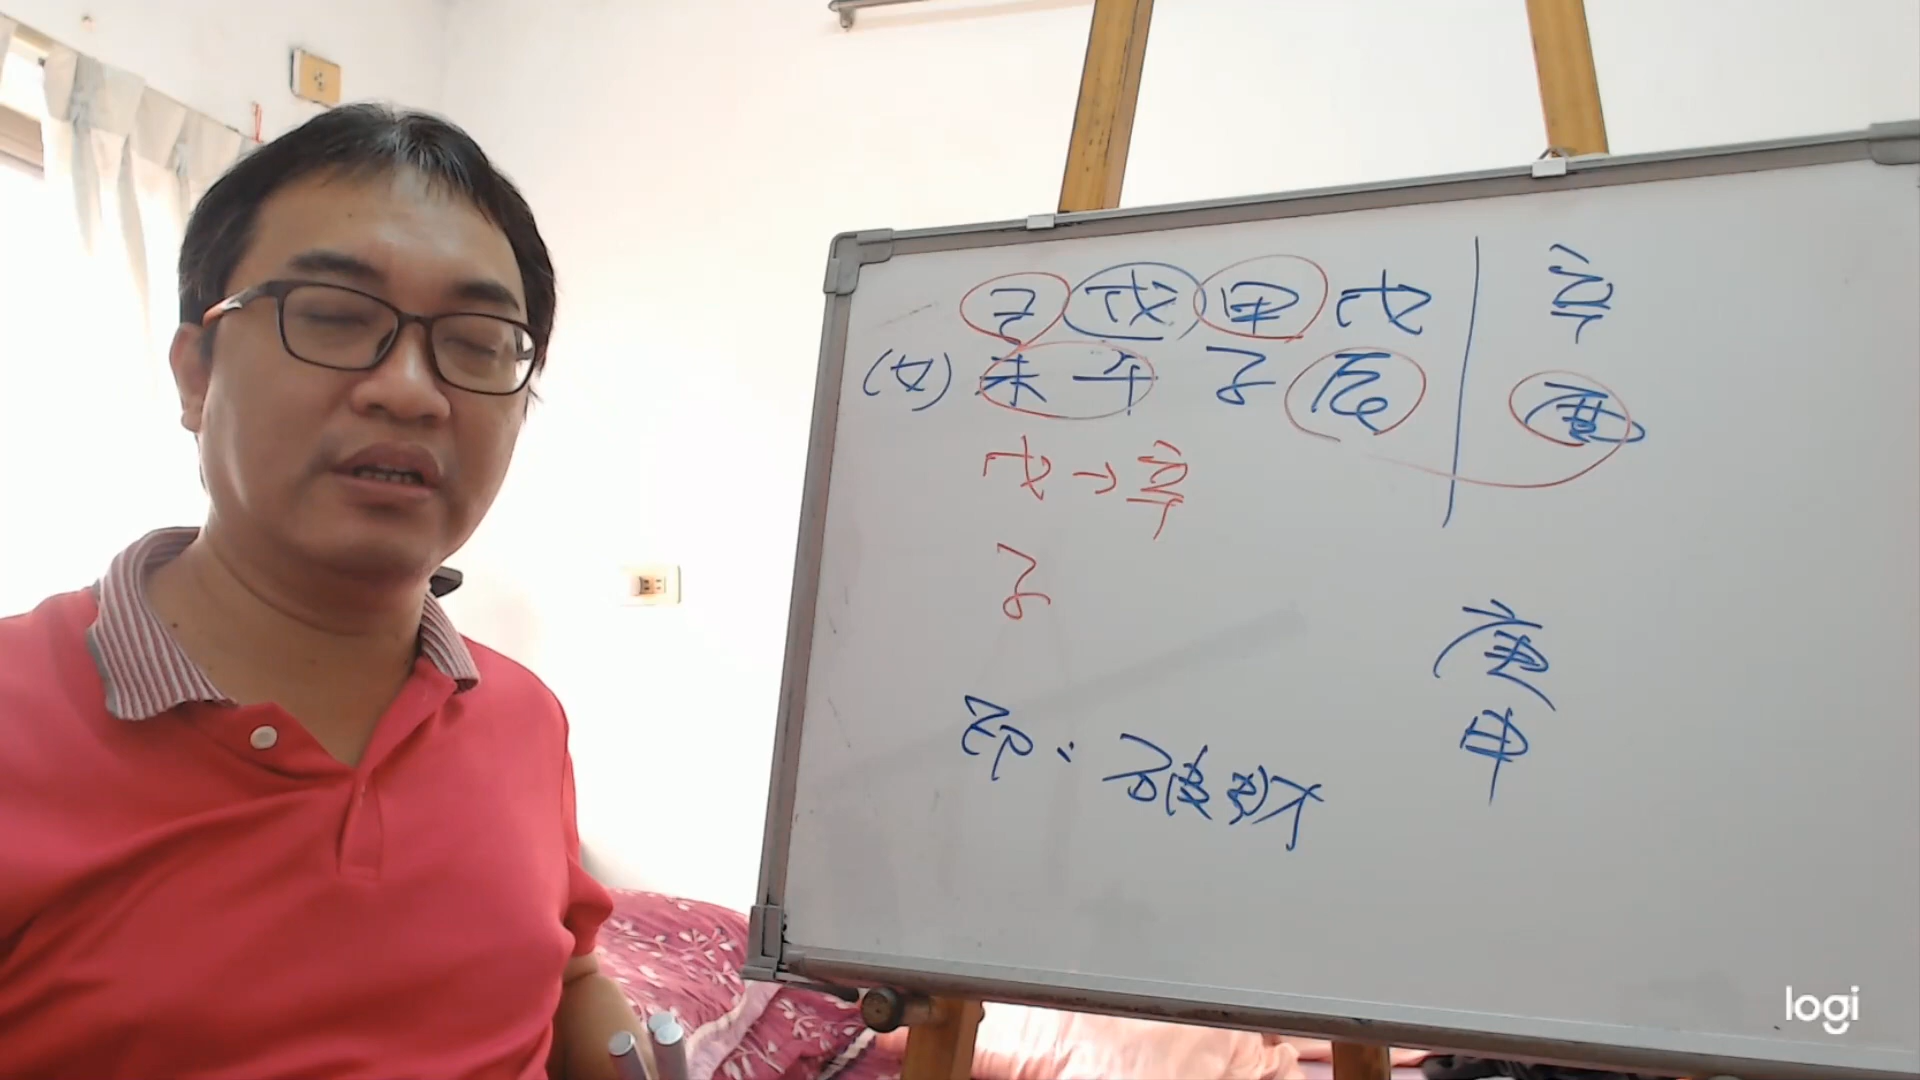 己 戊 甲 戊 辛
(女) 未 午 子 辰 酉
戊→辛
子
庚
申
印:破財
logi